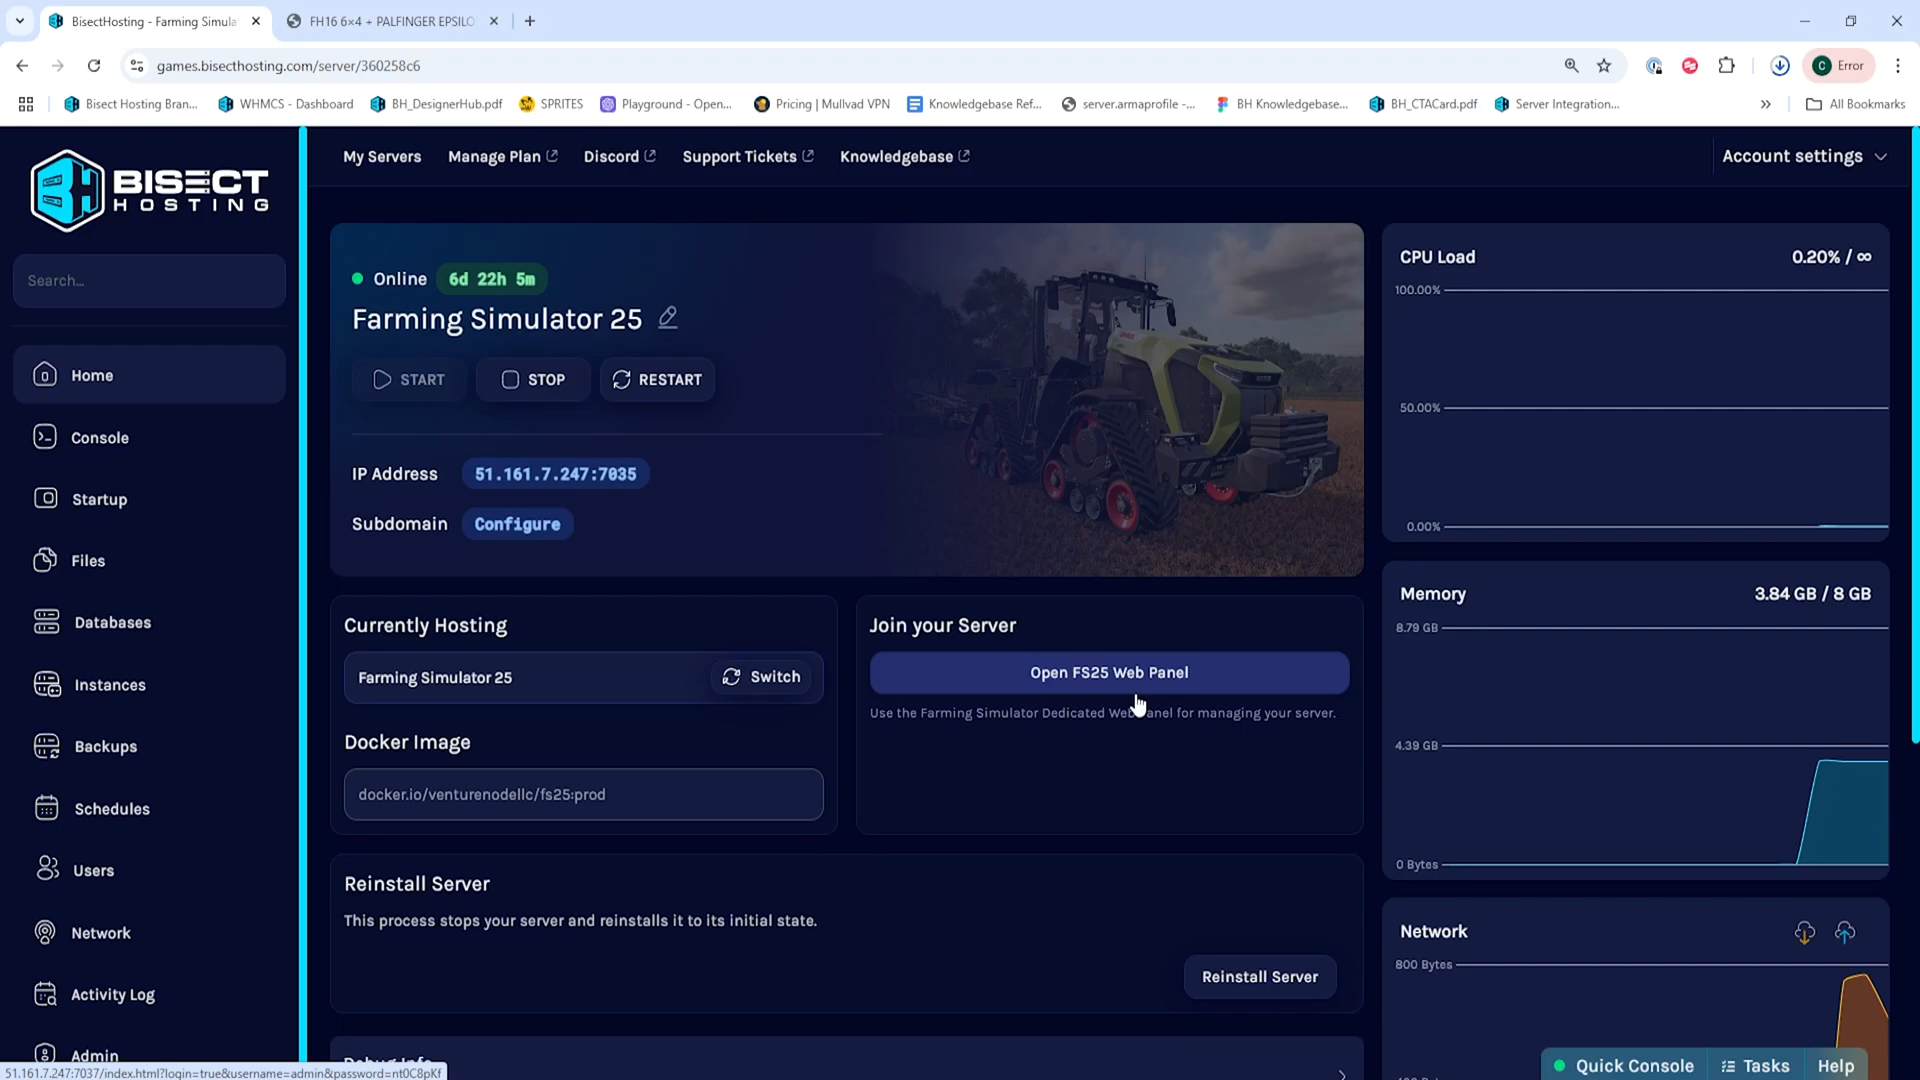 BisectHosting - Farming Simula
FH16 6×4 + PALFINGER EPSILO
games.bisecthosting.com/server/360258c6
C Error
Bisect Hosting Bran...
WHMCS - Dashboard
BH_DesignerHub.pdf
SPRITES
Playground - Open...
Pricing | Mullvad VPN
Knowledgebase Ref...
server.armaprofile -...
BH Knowledgebase...
BH_CTACard.pdf
Server Integration...
All Bookmarks
BISECT
HOSTING
My Servers
Manage Plan
Discord
Support Tickets
Knowledgebase
Account settings
Search...
Home
Console
Startup
Files
Databases
Instances
Backups
Schedules
Users
Network
Activity Log
Admin
Online 6d 22h 5m
Farming Simulator 25
START
STOP
RESTART
IP Address 51.161.7.247:7035
Subdomain Configure
Currently Hosting
Farming Simulator 25
Switch
Docker Image
docker.io/venturenodellc/fs25:prod
Join your Server
Open FS25 Web Panel
Use the Farming Simulator Dedicated Web Panel for managing your server.
Reinstall Server
This process stops your server and reinstalls it to its initial state.
Reinstall Server
Debug Info
CPU Load 0.20% / ∞
100.00%
50.00%
0.00%
Memory 3.84 GB / 8 GB
8.79 GB
4.39 GB
0 Bytes
Network
800 Bytes
Quick Console
Tasks
Help
51.161.7.247:7037/index.html?login=true&username=admin&password=nt0C8pKf